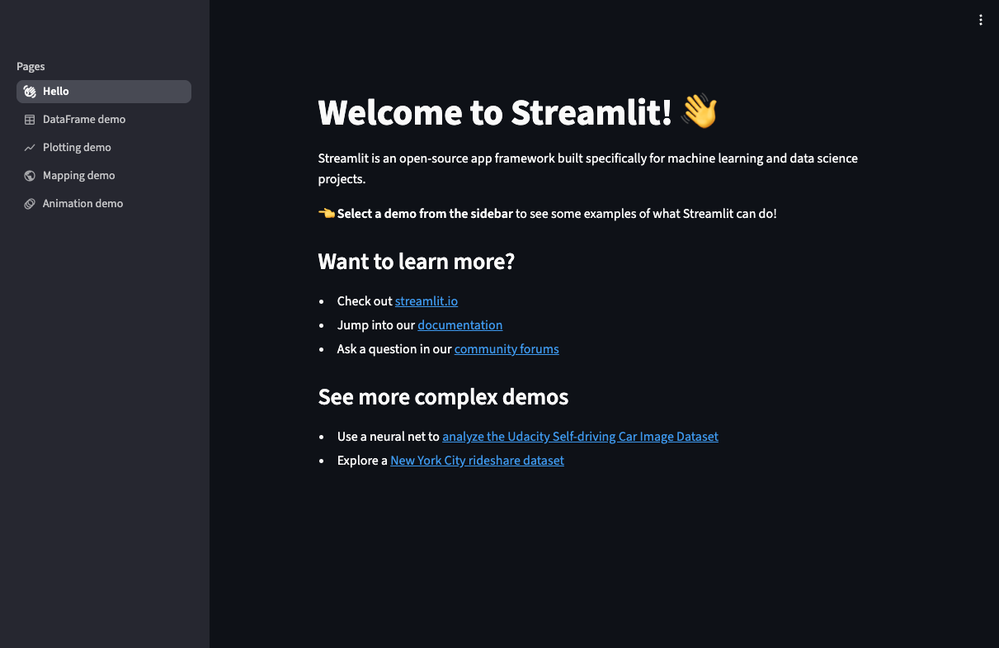 Pages
Hello
DataFrame demo
Plotting demo
Mapping demo
Animation demo
Welcome to Streamlit! 👋
Streamlit is an open-source app framework built specifically for machine learning and data science
projects.
👈 Select a demo from the sidebar to see some examples of what Streamlit can do!
Want to learn more?
• Check out streamlit.io
• Jump into our documentation
• Ask a question in our community forums
See more complex demos
• Use a neural net to analyze the Udacity Self-driving Car Image Dataset
• Explore a New York City rideshare dataset